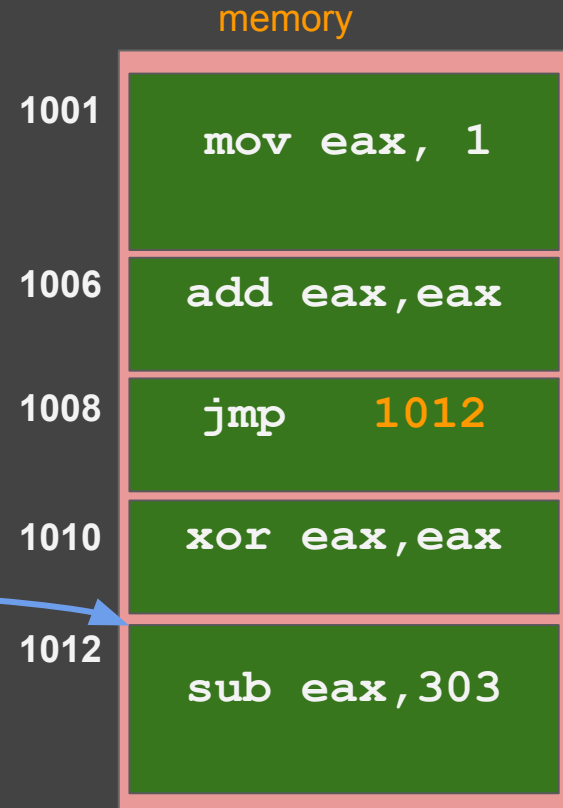 memory
1001
mov eax, 1
1006
add eax,eax
1008
jmp 1012
1010
xor eax,eax
1012
sub eax,303